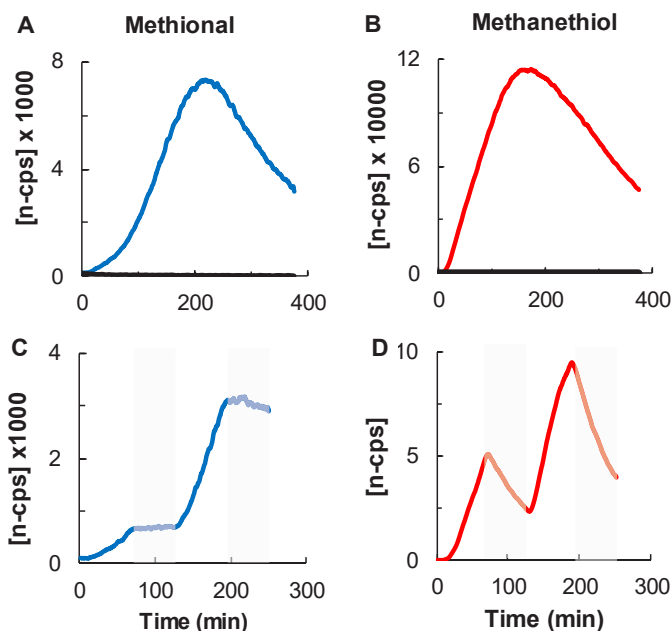 A
Methional
[n-cps] x 1000
8
4
0
0
200
400
B
Methanethiol
[n-cps] x 10000
12
6
0
0
200
400
C
[n-cps] x1000
4
3
2
1
0
0
100
200
300
Time (min)
D
[n-cps]
10
5
0
0
100
200
300
Time (min)